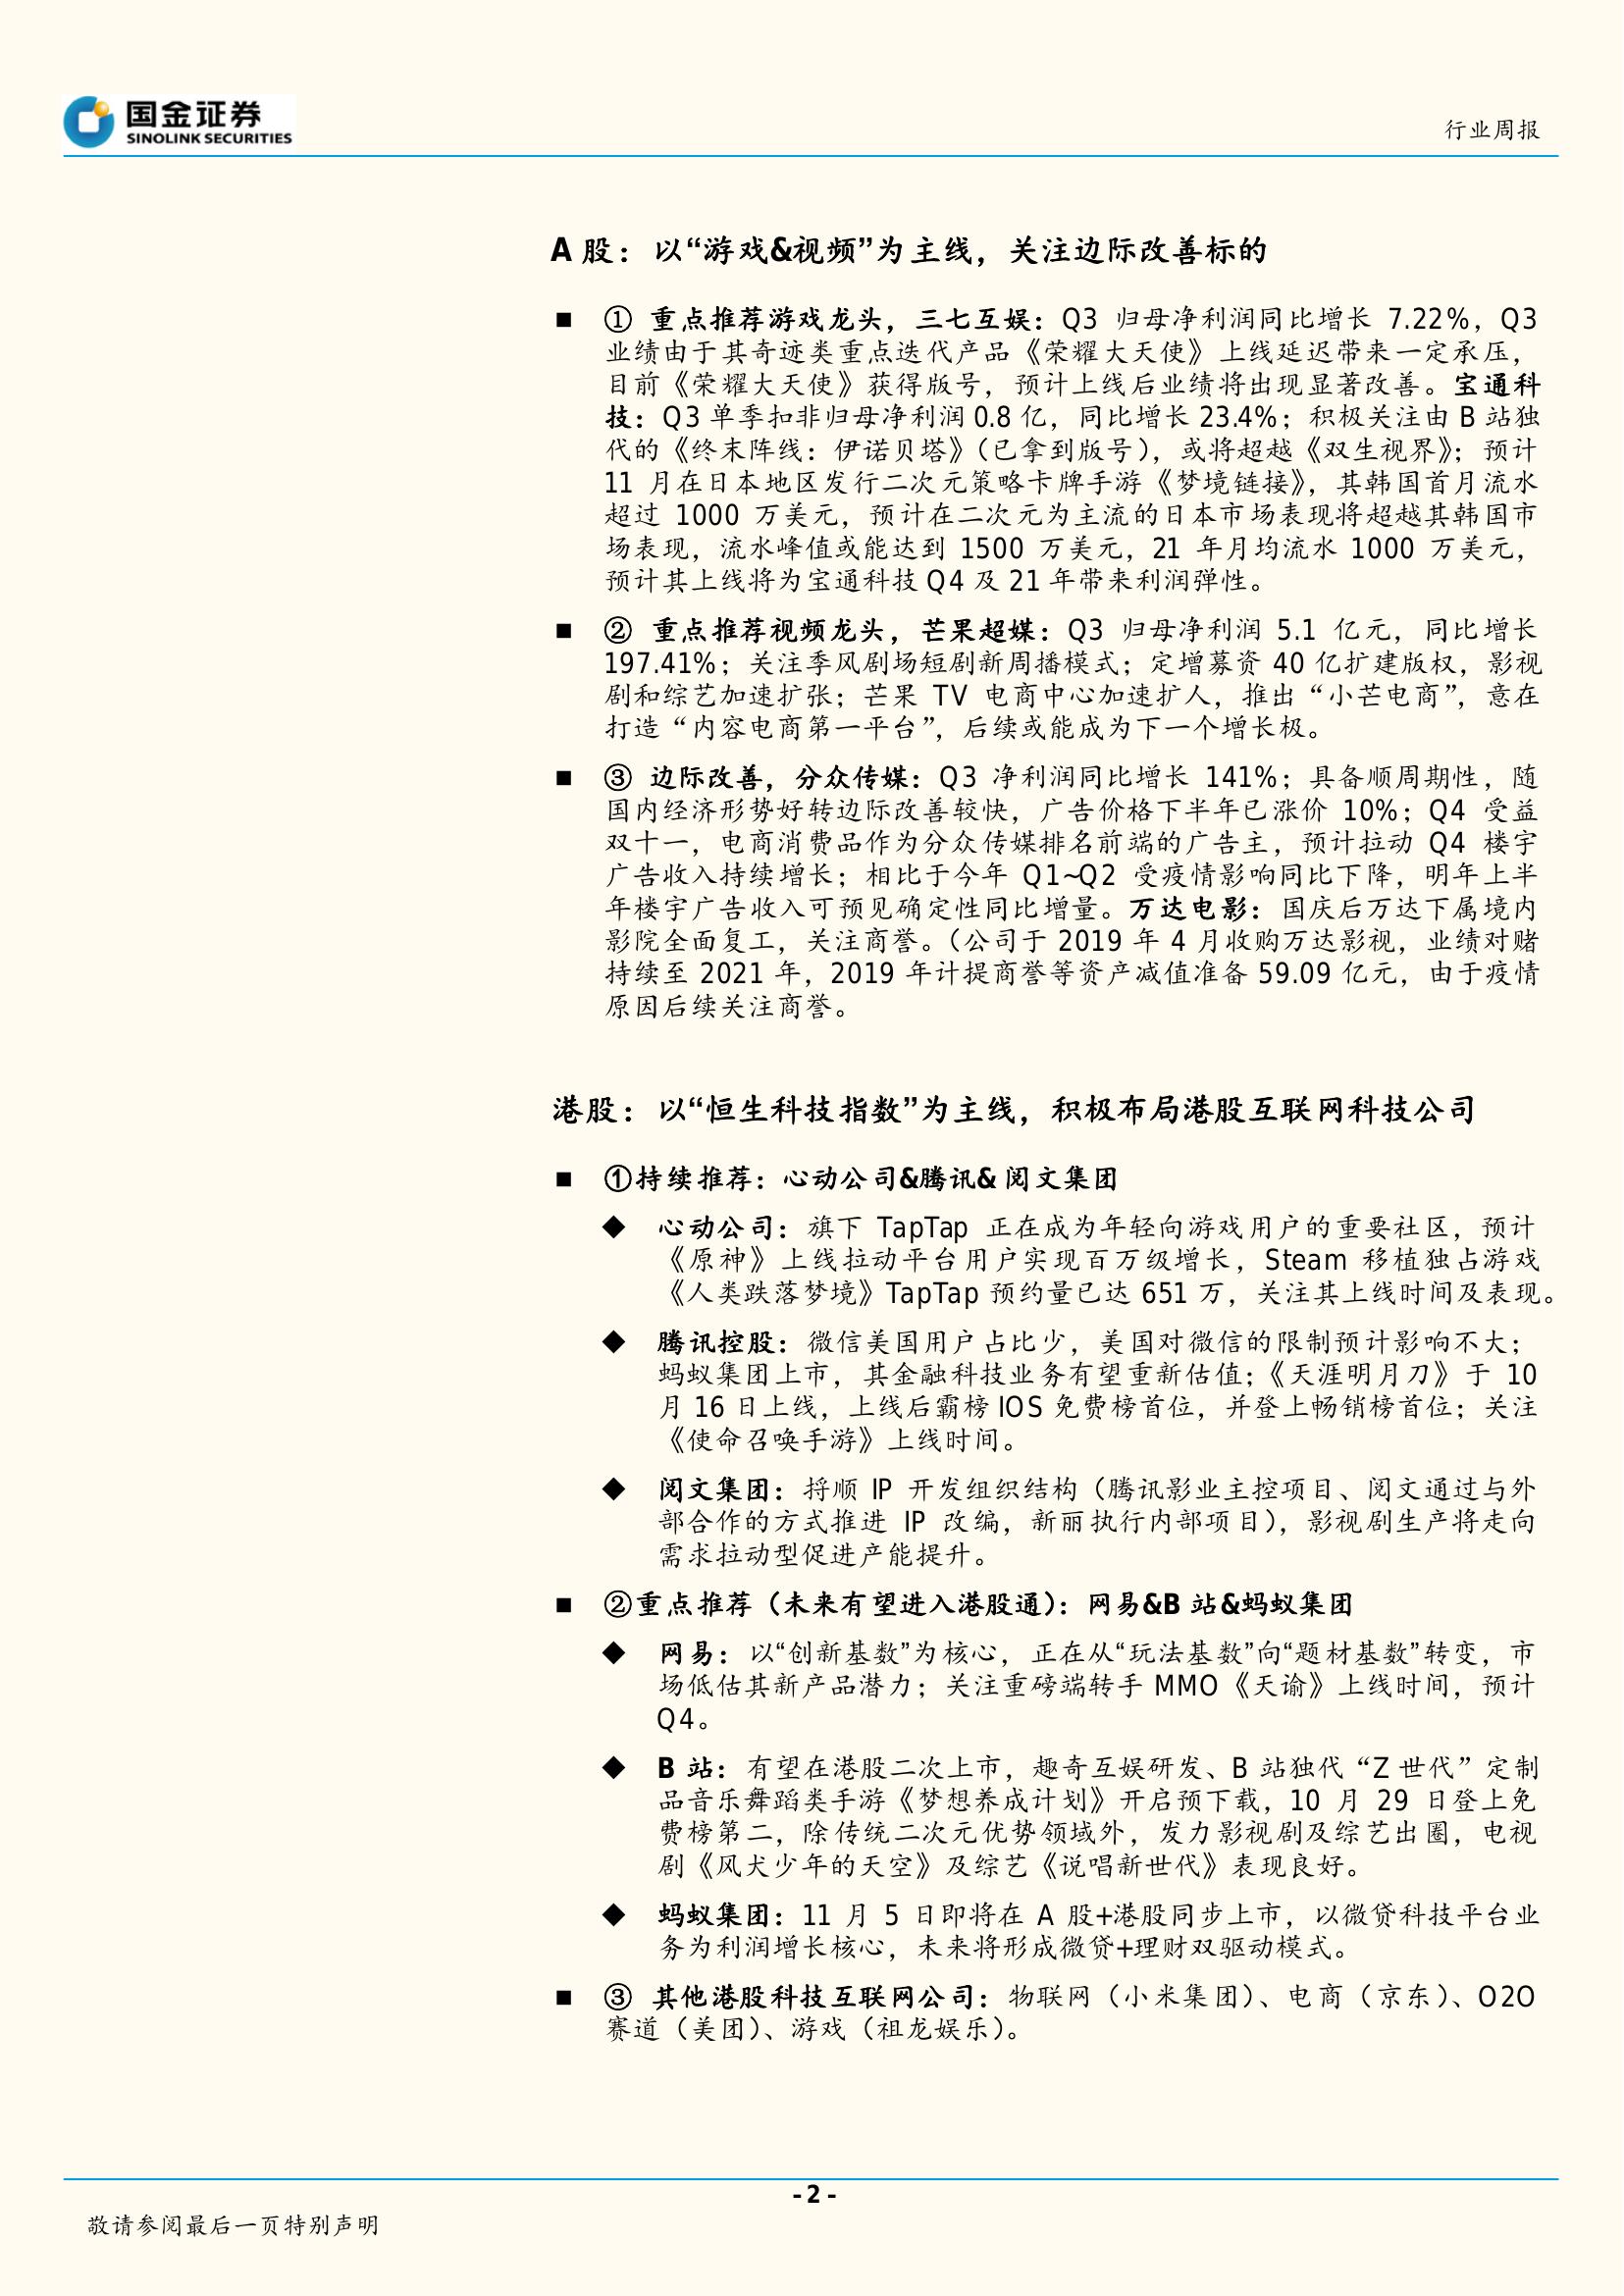 国金证券
SINOLINK SECURITIES
行业周报
A 股：以“游戏&视频”为主线，关注边际改善标的
■ ① 重点推荐游戏龙头，三七互娱：Q3 归母净利润同比增长 7.22%，Q3
业绩由于其奇迹类重点迭代产品《荣耀大天使》上线延迟带来一定承压，
目前《荣耀大天使》获得版号，预计上线后业绩将出现显著改善。宝通科
技：Q3 单季扣非归母净利润 0.8 亿，同比增长 23.4%；积极关注由 B 站独
代的《终末阵线：伊诺贝塔》（已拿到版号），或将超越《双生视界》；预计
11 月在日本地区发行二次元策略卡牌手游《梦境链接》，其韩国首月流水
超过 1000 万美元，预计在二次元为主流的日本市场表现将超越其韩国市
场表现，流水峰值或能达到 1500 万美元，21 年月均流水 1000 万美元，
预计其上线将为宝通科技 Q4 及 21 年带来利润弹性。
■ ② 重点推荐视频龙头，芒果超媒：Q3 归母净利润 5.1 亿元，同比增长
197.41%；关注季风剧场短剧新周播模式；定增募资 40 亿扩建版权，影视
剧和综艺加速扩张；芒果 TV 电商中心加速扩人，推出“小芒电商”，意在
打造“内容电商第一平台”，后续或能成为下一个增长极。
■ ③ 边际改善，分众传媒：Q3 净利润同比增长 141%；具备顺周期性，随
国内经济形势好转边际改善较快，广告价格下半年已涨价 10%；Q4 受益
双十一，电商消费品作为分众传媒排名前端的广告主，预计拉动 Q4 楼宇
广告收入持续增长；相比于今年 Q1~Q2 受疫情影响同比下降，明年上半
年楼宇广告收入可预见确定性同比增量。万达电影：国庆后万达下属境内
影院全面复工，关注商誉。（公司于 2019 年 4 月收购万达影视，业绩对赌
持续至 2021 年，2019 年计提商誉等资产减值准备 59.09 亿元，由于疫情
原因后续关注商誉。
港股：以“恒生科技指数”为主线，积极布局港股互联网科技公司
■ ①持续推荐：心动公司&腾讯& 阅文集团
◆ 心动公司：旗下 TapTap 正在成为年轻向游戏用户的重要社区，预计
《原神》上线拉动平台用户实现百万级增长，Steam 移植独占游戏
《人类跌落梦境》TapTap 预约量已达 651 万，关注其上线时间及表现。
◆ 腾讯控股：微信美国用户占比少，美国对微信的限制预计影响不大；
蚂蚁集团上市，其金融科技业务有望重新估值；《天涯明月刀》于 10
月 16 日上线，上线后霸榜 IOS 免费榜首位，并登上畅销榜首位；关注
《使命召唤手游》上线时间。
◆ 阅文集团：捋顺 IP 开发组织结构（腾讯影业主控项目、阅文通过与外
部合作的方式推进 IP 改编，新丽执行内部项目），影视剧生产将走向
需求拉动型促进产能提升。
■ ②重点推荐（未来有望进入港股通）：网易&B 站&蚂蚁集团
◆ 网易：以“创新基数”为核心，正在从“玩法基数”向“题材基数”转变，市
场低估其新产品潜力；关注重磅端转手 MMO《天谕》上线时间，预计
Q4。
◆ B 站：有望在港股二次上市，趣奇互娱研发、B 站独代“Z 世代”定制
品音乐舞蹈类手游《梦想养成计划》开启预下载，10 月 29 日登上免
费榜第二，除传统二次元优势领域外，发力影视剧及综艺出圈，电视
剧《风犬少年的天空》及综艺《说唱新世代》表现良好。
◆ 蚂蚁集团：11 月 5 日即将在 A 股+港股同步上市，以微贷科技平台业
务为利润增长核心，未来将形成微贷+理财双驱动模式。
■ ③ 其他港股科技互联网公司：物联网（小米集团）、电商（京东）、O2O
赛道（美团）、游戏（祖龙娱乐）。
- 2 -
敬请参阅最后一页特别声明